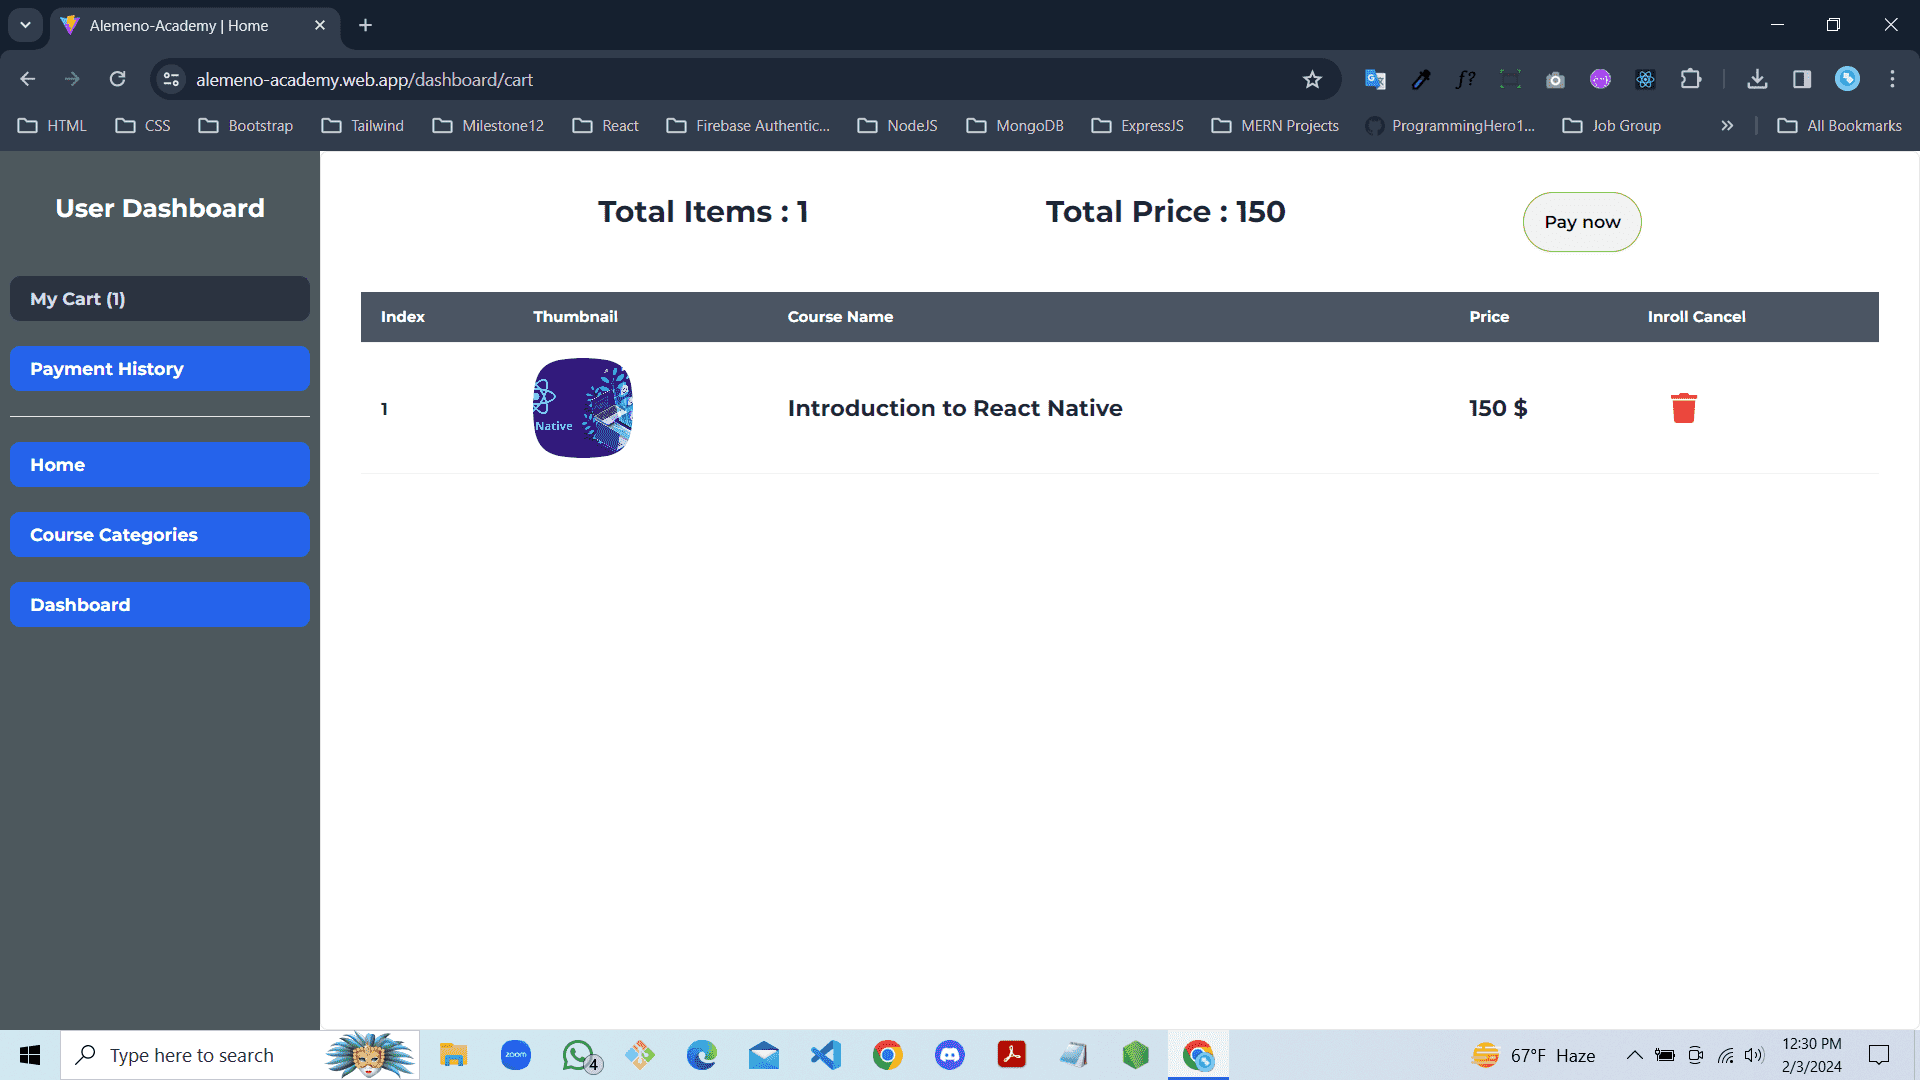 Alemeno-Academy | Home
alemeno-academy.web.app/dashboard/cart
HTML CSS Bootstrap Tailwind Milestone12 React Firebase Authentic... NodeJS MongoDB ExpressJS MERN Projects ProgrammingHero1... Job Group All Bookmarks
User Dashboard
Total Items : 1 Total Price : 150 Pay now
My Cart (1)
Payment History
Home
Course Categories
Dashboard
Index Thumbnail Course Name Price Inroll Cancel
1 Native Introduction to React Native 150 $
Type here to search zoom 4 67°F Haze 12:30 PM
2/3/2024